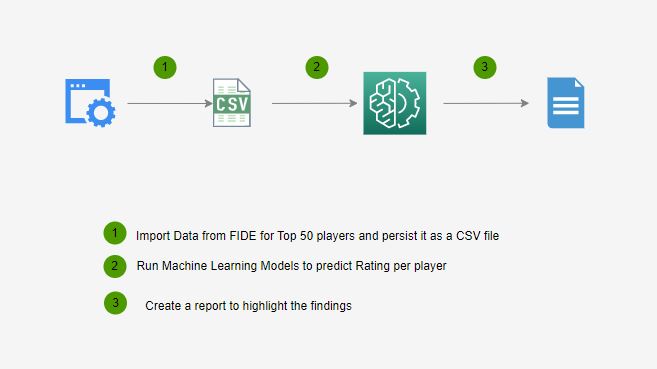 1
2
3
CSV
1 Import Data from FIDE for Top 50 players and persist it as a CSV file
2 Run Machine Learning Models to predict Rating per player
3 Create a report to highlight the findings